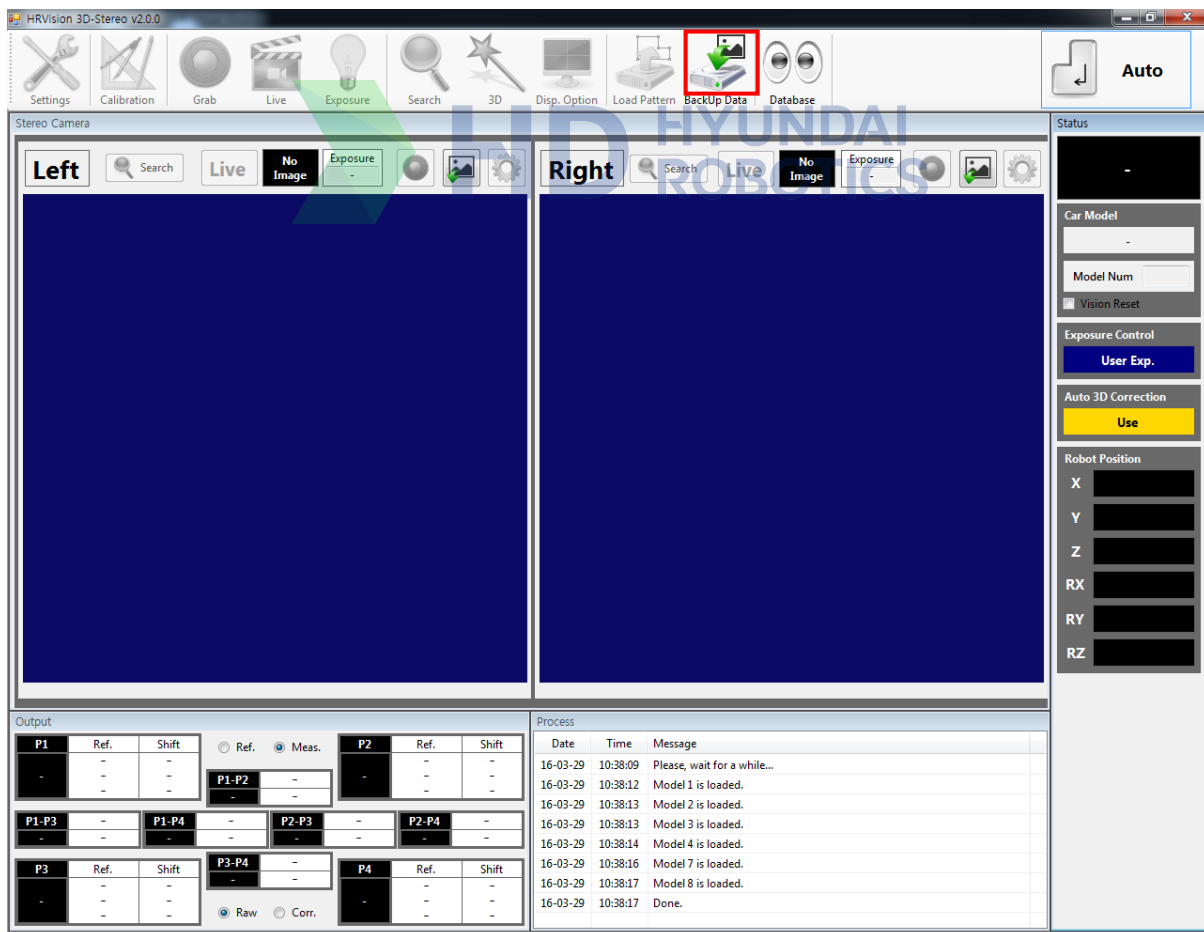 HRVision 3D-Stereo v2.0.0
Auto
Settings Calibration Grab Live Exposure Search 3D Disp. Option Load Pattern BackUp Data Database
HD HYUNDAI
ROBOTICS
Stereo Camera
Left Search Live No Image Exposure -
Right Search Live No Image Exposure -
Status
-
Car Model
-
Model Num
Vision Reset
Exposure Control
User Exp.
Auto 3D Correction
Use
Robot Position
X
Y
Z
RX
RY
RZ
Output
P1 Ref. Shift
- - -
- -
- -
Ref. Meas.
P1-P2 -
- -
P2 Ref. Shift
- - -
- -
- -
P1-P3 - P1-P4 - P2-P3 - P2-P4 -
- - - - - - - -
P3 Ref. Shift
- - -
- -
- -
P3-P4 -
- -
Raw Corr.
P4 Ref. Shift
- - -
- -
- -
Process
Date Time Message
16-03-29 10:38:09 Please, wait for a while...
16-03-29 10:38:12 Model 1 is loaded.
16-03-29 10:38:13 Model 2 is loaded.
16-03-29 10:38:13 Model 3 is loaded.
16-03-29 10:38:14 Model 4 is loaded.
16-03-29 10:38:16 Model 7 is loaded.
16-03-29 10:38:17 Model 8 is loaded.
16-03-29 10:38:17 Done.